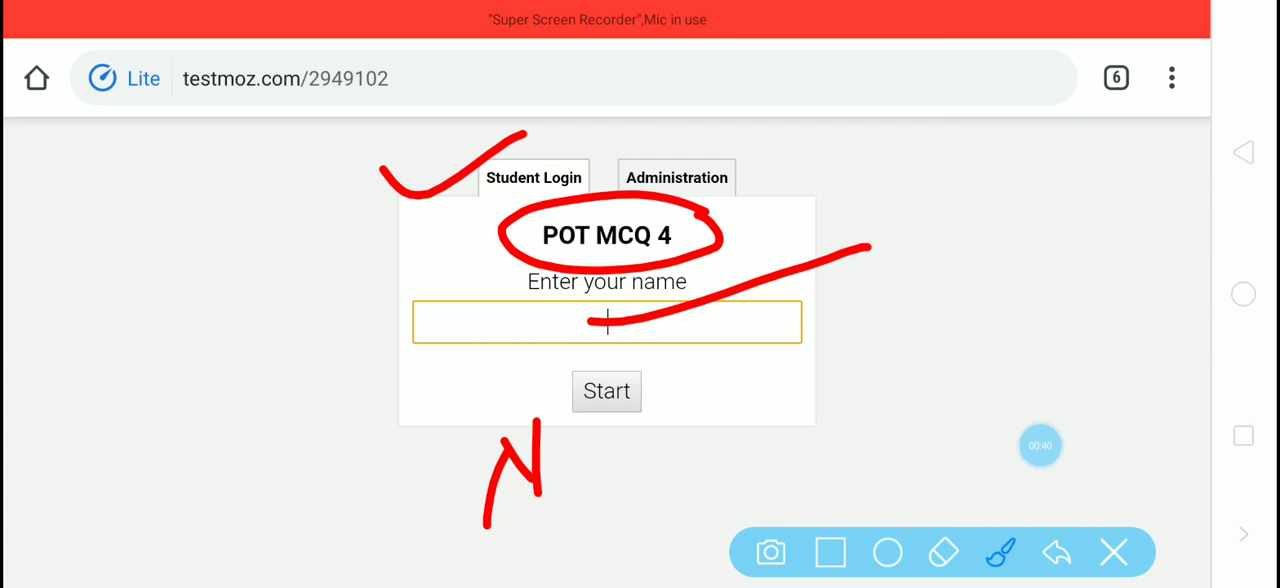 "Super Screen Recorder",Mic in use
Lite testmoz.com/2949102 6
Student Login Administration
POT MCQ 4
Enter your name
Start
N
00:40